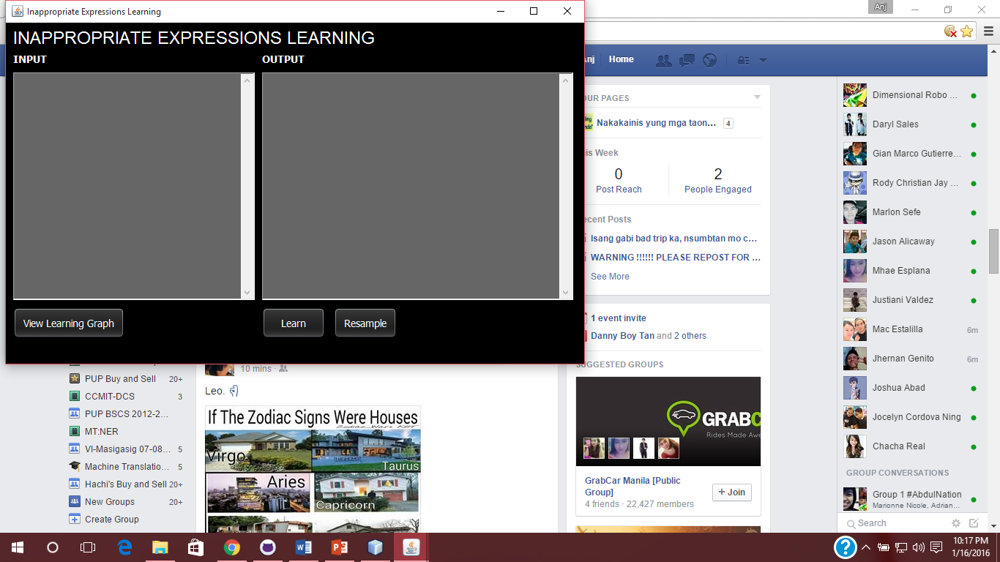 Inappropriate Expressions Learning
Anj
INAPPROPRIATE EXPRESSIONS LEARNING
INPUT
OUTPUT
View Learning Graph
Learn
Resample
Home
OUR PAGES
Nakakainis yung mga taon…
4
his Week
0
Post Reach
2
People Engaged
ecent Posts
Isang gabi bad trip ka, nsumbtan mo c…
WARNING !!!!!! PLEASE REPOST FOR …
See More
1 event invite
Danny Boy Tan and 2 others
SUGGESTED GROUPS
GRABC
Rides Made Awe
GrabCar Manila [Public
Group]
4 friends · 22,427 members
+ Join
PUP Buy and Sell 20+
CCMIT-DCS 3
PUP BSCS 2012-2…
MT:NER
VI-Masigasig 07-08… 5
Machine Translatio… 5
Hachi's Buy and Sell 20+
New Groups 20+
Create Group
10 mins ·
Leo.
If The Zodiac Signs Were Houses
Virgo
Taurus
Aries
Capricorn
Dimensional Robo …
Daryl Sales
Gian Marco Gutierre…
Rody Christian Jay …
Marlon Sefe
Jason Alicaway
Mhae Esplana
Justiani Valdez
Mac Estalilla 6m
Jhernan Genito 6m
Joshua Abad
Jocelyn Cordova Ning
Chacha Real
GROUP CONVERSATIONS
Group 1 #AbdulNation
Marionne Nicole, Adrian…
Search
10:17 PM
1/16/2016